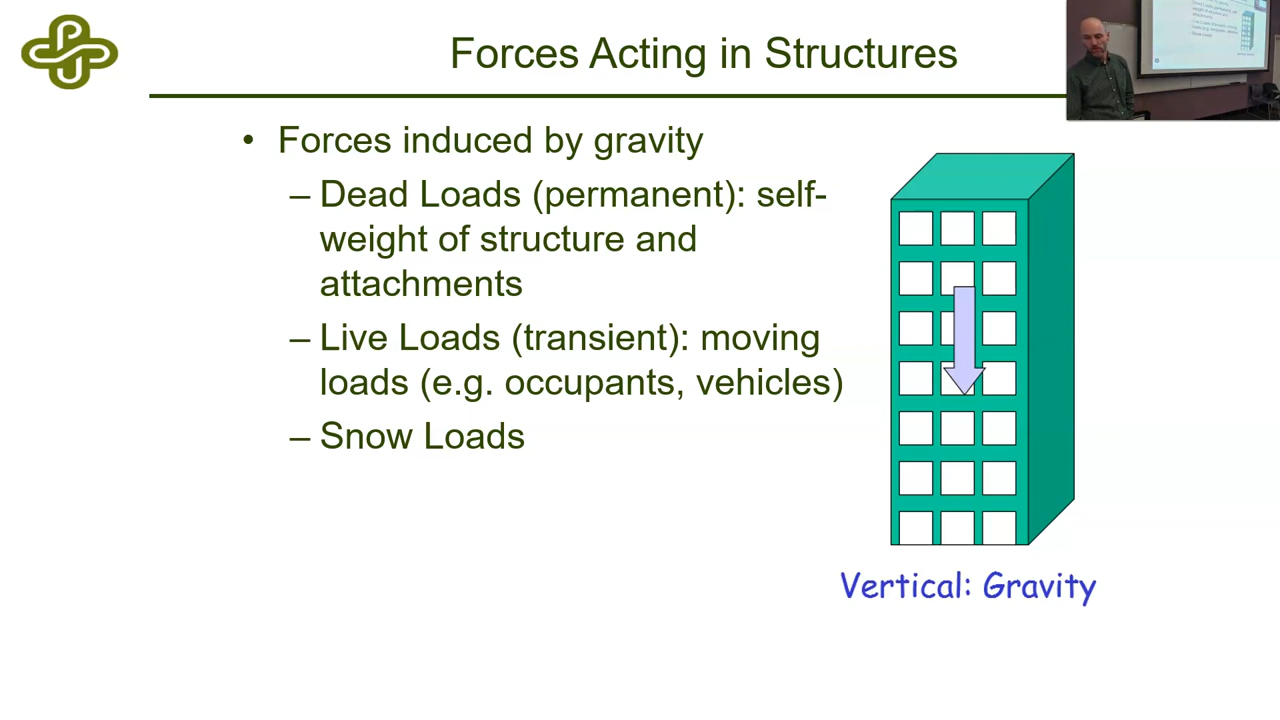 Forces Acting in Structures
• Forces induced by gravity
– Dead Loads (permanent): self-
weight of structure and
attachments
– Live Loads (transient): moving
loads (e.g. occupants, vehicles)
– Snow Loads
Vertical: Gravity